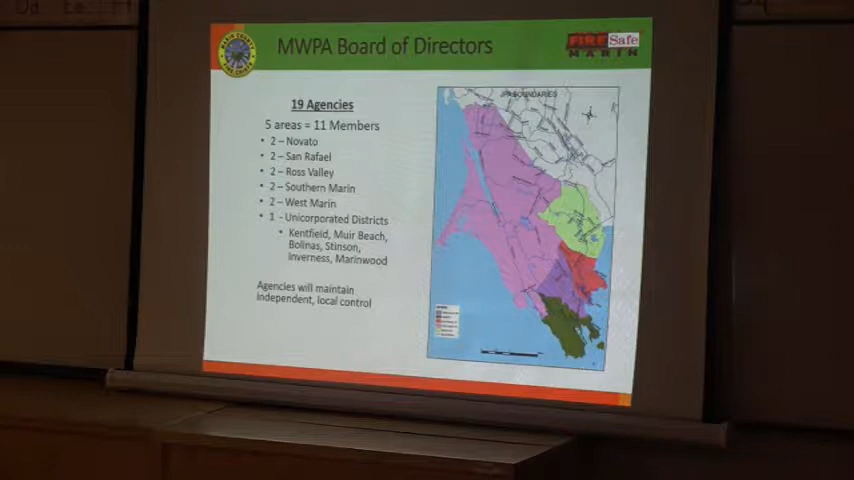 MWPA Board of Directors
FIRESafe
MARIN
19 Agencies
5 areas = 11 Members
• 2 – Novato
• 2 – San Rafael
• 2 – Ross Valley
• 2 – Southern Marin
• 2 – West Marin
• 1 - Unicorporated Districts
• Kentfield, Muir Beach,
Bolinas, Stinson,
Inverness, Marinwood
Agencies will maintain
independent, local control
JPA BOUNDARIES